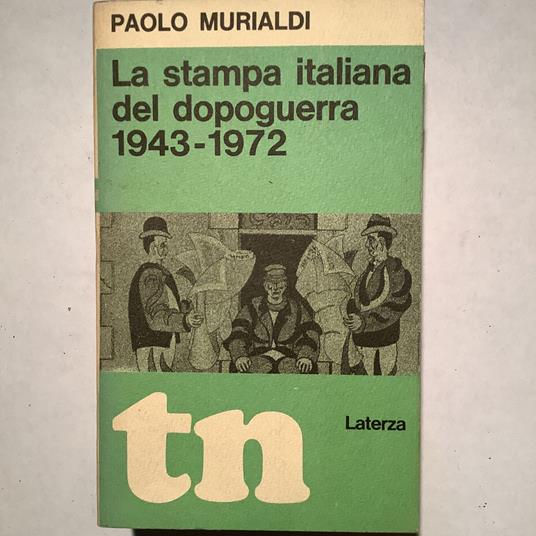 PAOLO MURIALDI
La stampa italiana
del dopoguerra
1943-1972
tn
Laterza